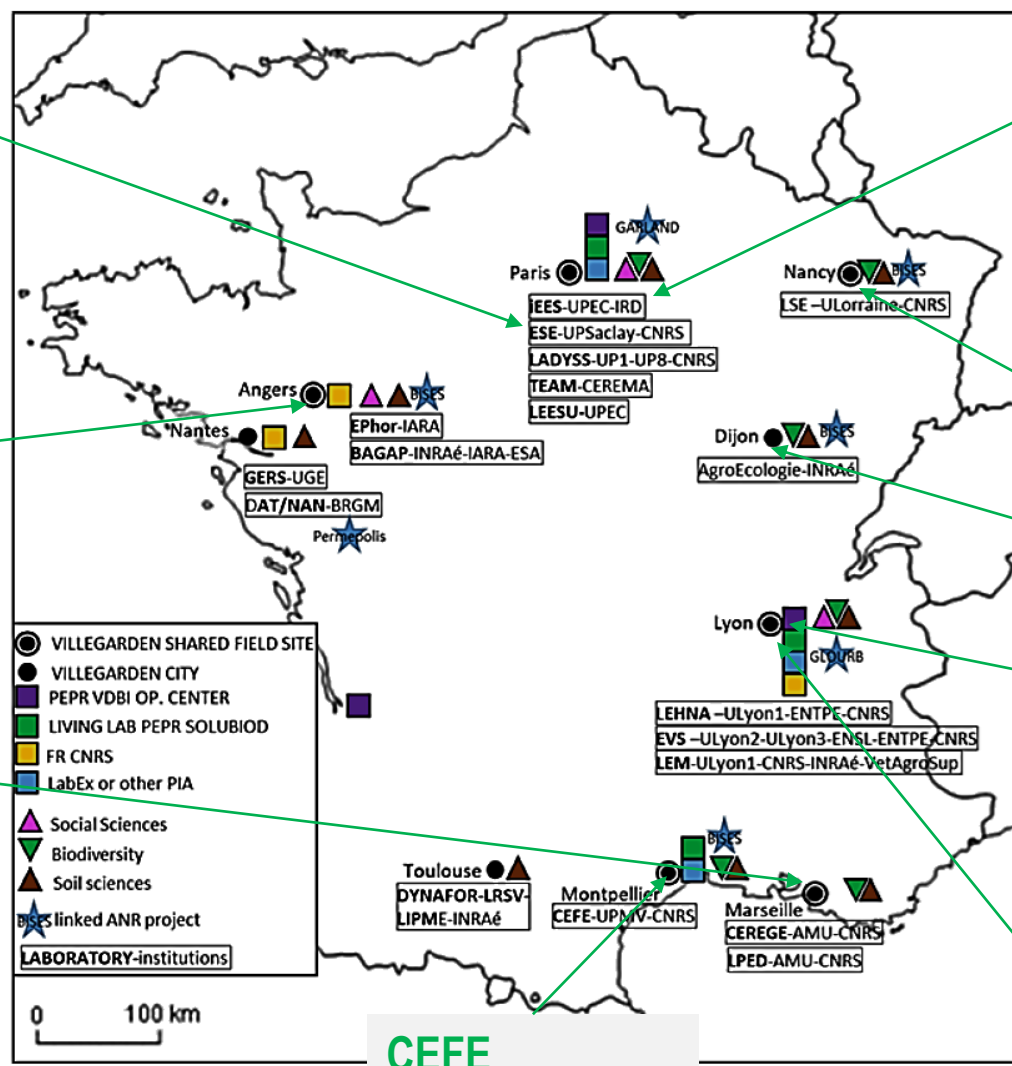 GARLAND
Paris
iEES-UPEC-IRD
ESE-UPSaclay-CNRS
LADYSS-UP1-UP8-CNRS
TEAM-CEREMA
LEESU-UPEC
Nancy
BISES
LSE –ULorraine-CNRS
Angers
BISES
EPhor-IARA
BAGAP-INRAé-IARA-ESA
Nantes
GERS-UGE
DAT/NAN-BRGM
Permepolis
Dijon
BISES
AgroEcologie-INRAé
Lyon
GLOURB
LEHNA –ULyon1-ENTPE-CNRS
EVS –ULyon2-ULyon3-ENSL-ENTPE-CNRS
LEM-ULyon1-CNRS-INRAé-VetAgroSup
VILLEGARDEN SHARED FIELD SITE
VILLEGARDEN CITY
PEPR VDBI OP. CENTER
LIVING LAB PEPR SOLUBIOD
FR CNRS
LabEx or other PIA
Social Sciences
Biodiversity
Soil sciences
BISES linked ANR project
LABORATORY-institutions
0 100 km
Toulouse
DYNAFOR-LRSV-
LIPME-INRAé
BISES
Montpellier
CEFE-UPMV-CNRS
Marseille
CEREGE-AMU-CNRS
LPED-AMU-CNRS
CEFE